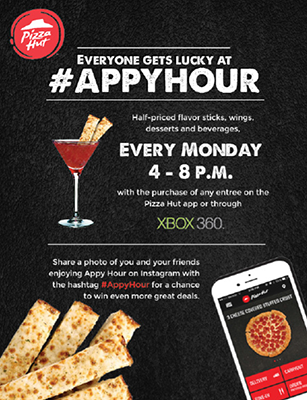 Pizza
Hut
EVERYONE GETS LUCKY AT
#APPYHOUR
Half-priced flavor sticks, wings,
desserts and beverages,
EVERY MONDAY
4 - 8 P.M.
with the purchase of any entree on the
Pizza Hut app or through
XBOX 360.
Share a photo of you and your friends
enjoying Appy Hour on Instagram with
the hashtag #AppyHour for a chance
to win even more great deals.
Pizza Hut
3 CHEESE STUFFED CRUST
DELIVERY
CARRYOUT